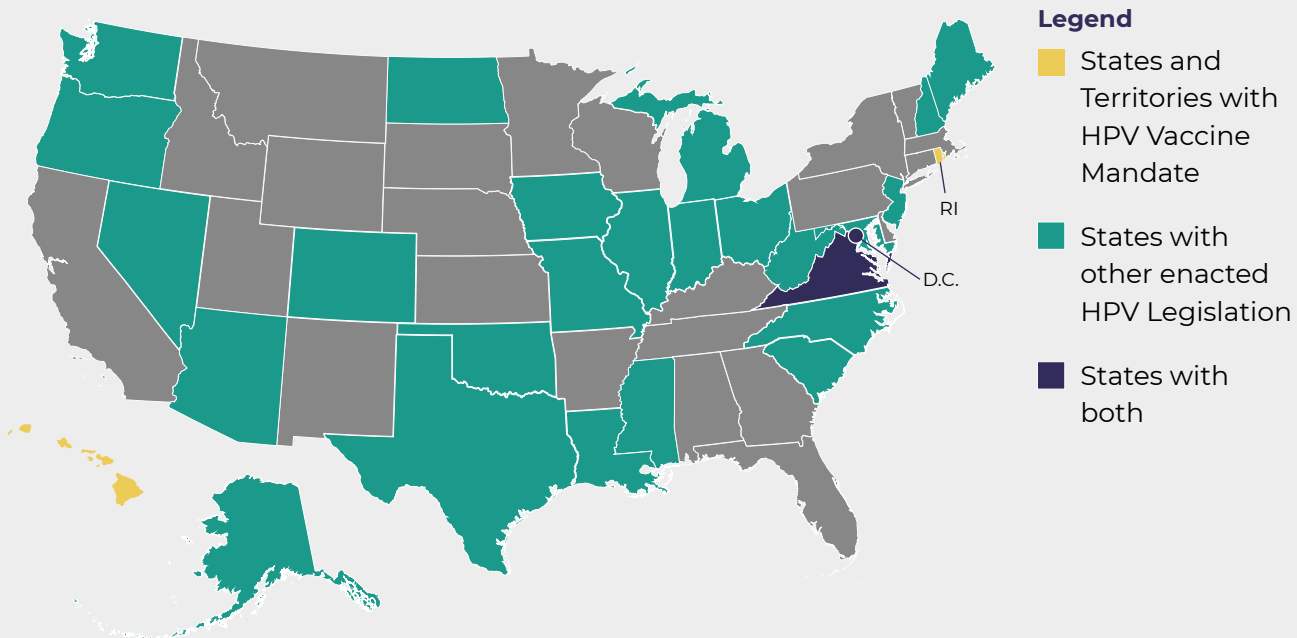 Legend
States and
Territories with
HPV Vaccine
Mandate
RI
States with
other enacted
HPV Legislation
D.C.
States with
both